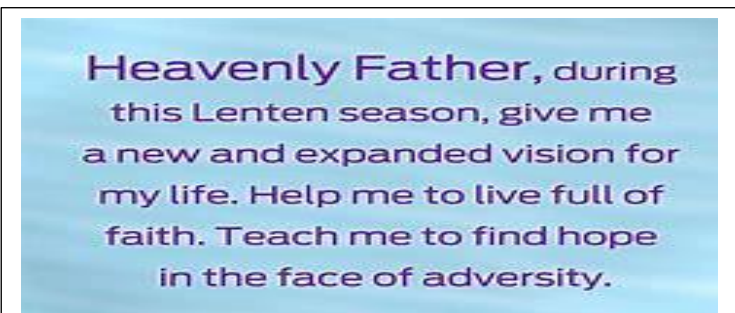 Heavenly Father, during
this Lenten season, give me
a new and expanded vision for
my life. Help me to live full of
faith. Teach me to find hope
in the face of adversity.